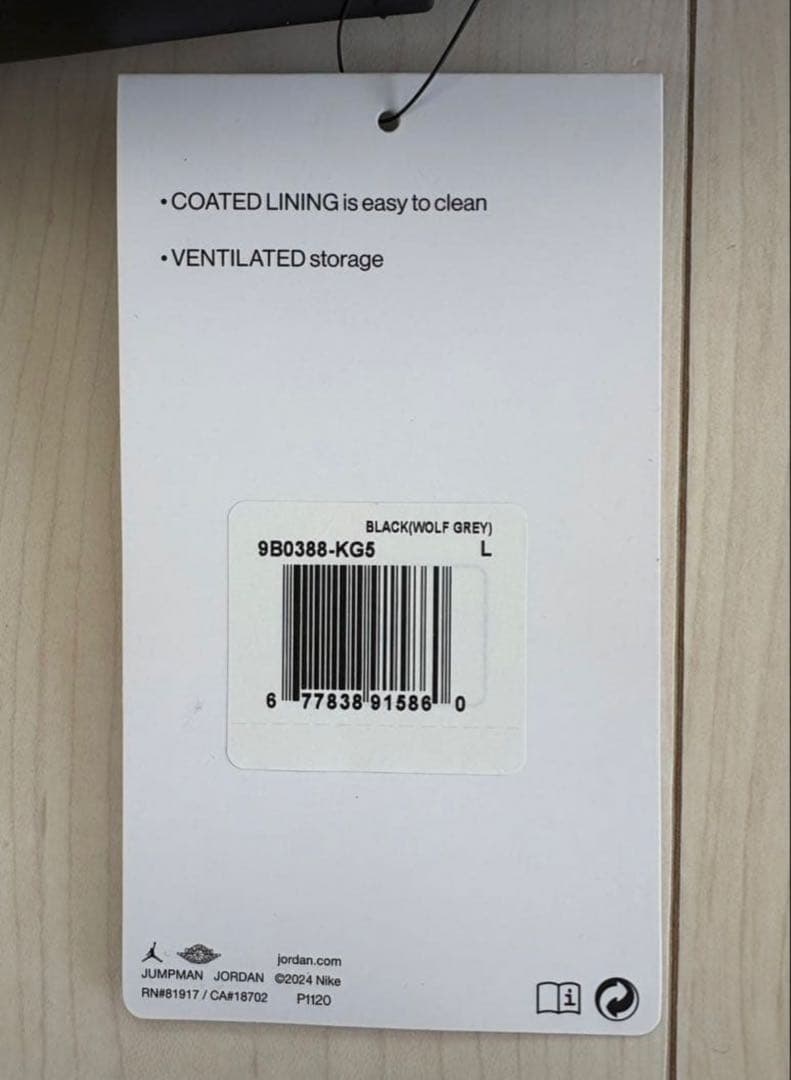 • COATED LINING is easy to clean
• VENTILATED storage
BLACK(WOLF GREY)
9B0388-KG5 L
6 77838 91586 0
jordan.com
JUMPMAN JORDAN ©2024 Nike
RN#81917 / CA#18702 P1120